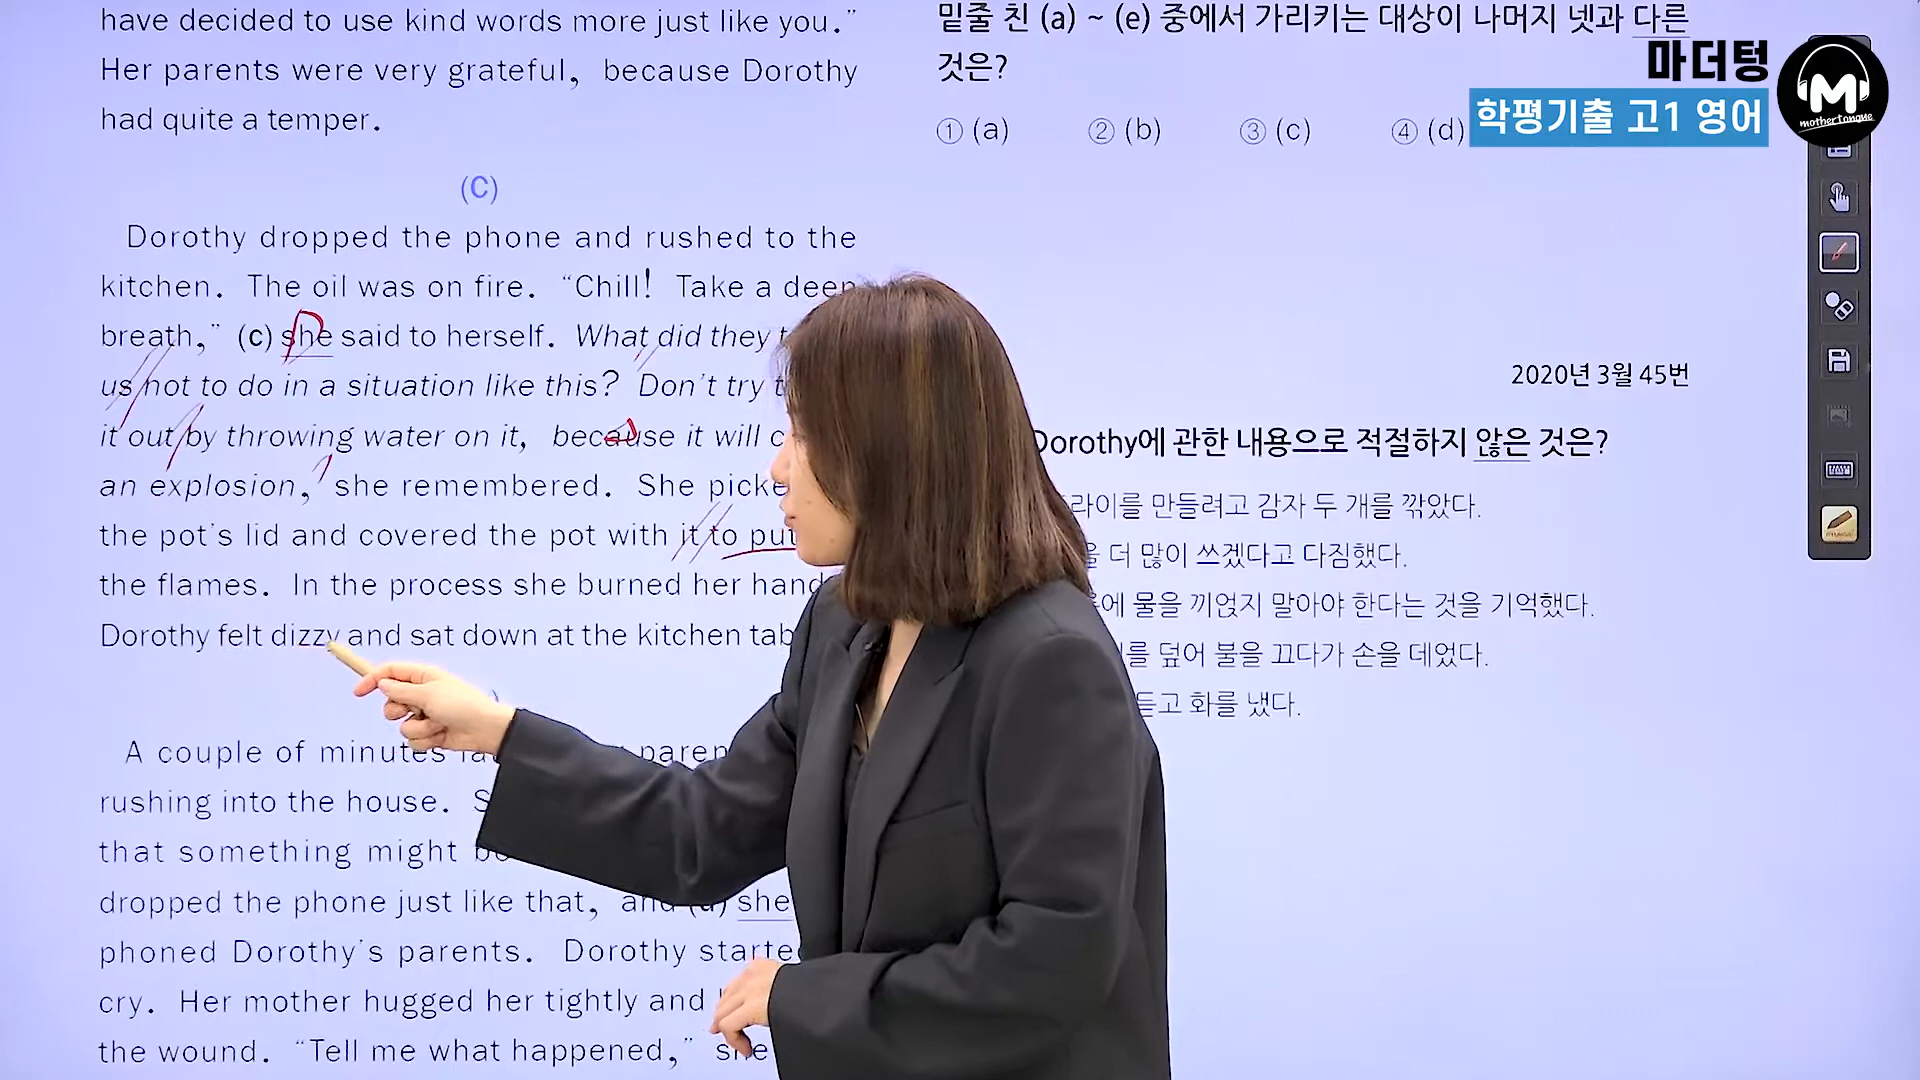 have decided to use kind words more just like you.”
Her parents were very grateful, because Dorothy
had quite a temper.
(C)
Dorothy dropped the phone and rushed to the
kitchen. The oil was on fire. “Chill! Take a deep
breath,” (c) she said to herself. What did they
us not to do in a situation like this? Don't try
it out by throwing water on it, because it will
an explosion, she remembered. She
the pot's lid and covered the pot with it to put
the flames. In the process she burned her
Dorothy felt dizzy and sat down at the kitchen
A couple of minutes
rushing into the house.
that something might
dropped the phone just like that, and (d) she
phoned Dorothy's parents. Dorothy
cry. Her mother hugged her tightly and
the wound. “Tell me what happened,” she
밑줄 친 (a) ~ (e) 중에서 가리키는 대상이 나머지 넷과 다른
것은?
① (a) ② (b) ③ (c) ④ (d)
마더텅
학평기출 고1 영어
M
mothertongue
2020년 3월 45번
Dorothy에 관한 내용으로 적절하지 않은 것은?
만들려고 감자 두 개를 깎았다.
더 많이 쓰겠다고 다짐했다.
물을 끼얹지 말아야 한다는 것을 기억했다.
덮어 불을 끄다가 손을 데었다.
듣고 화를 냈다.